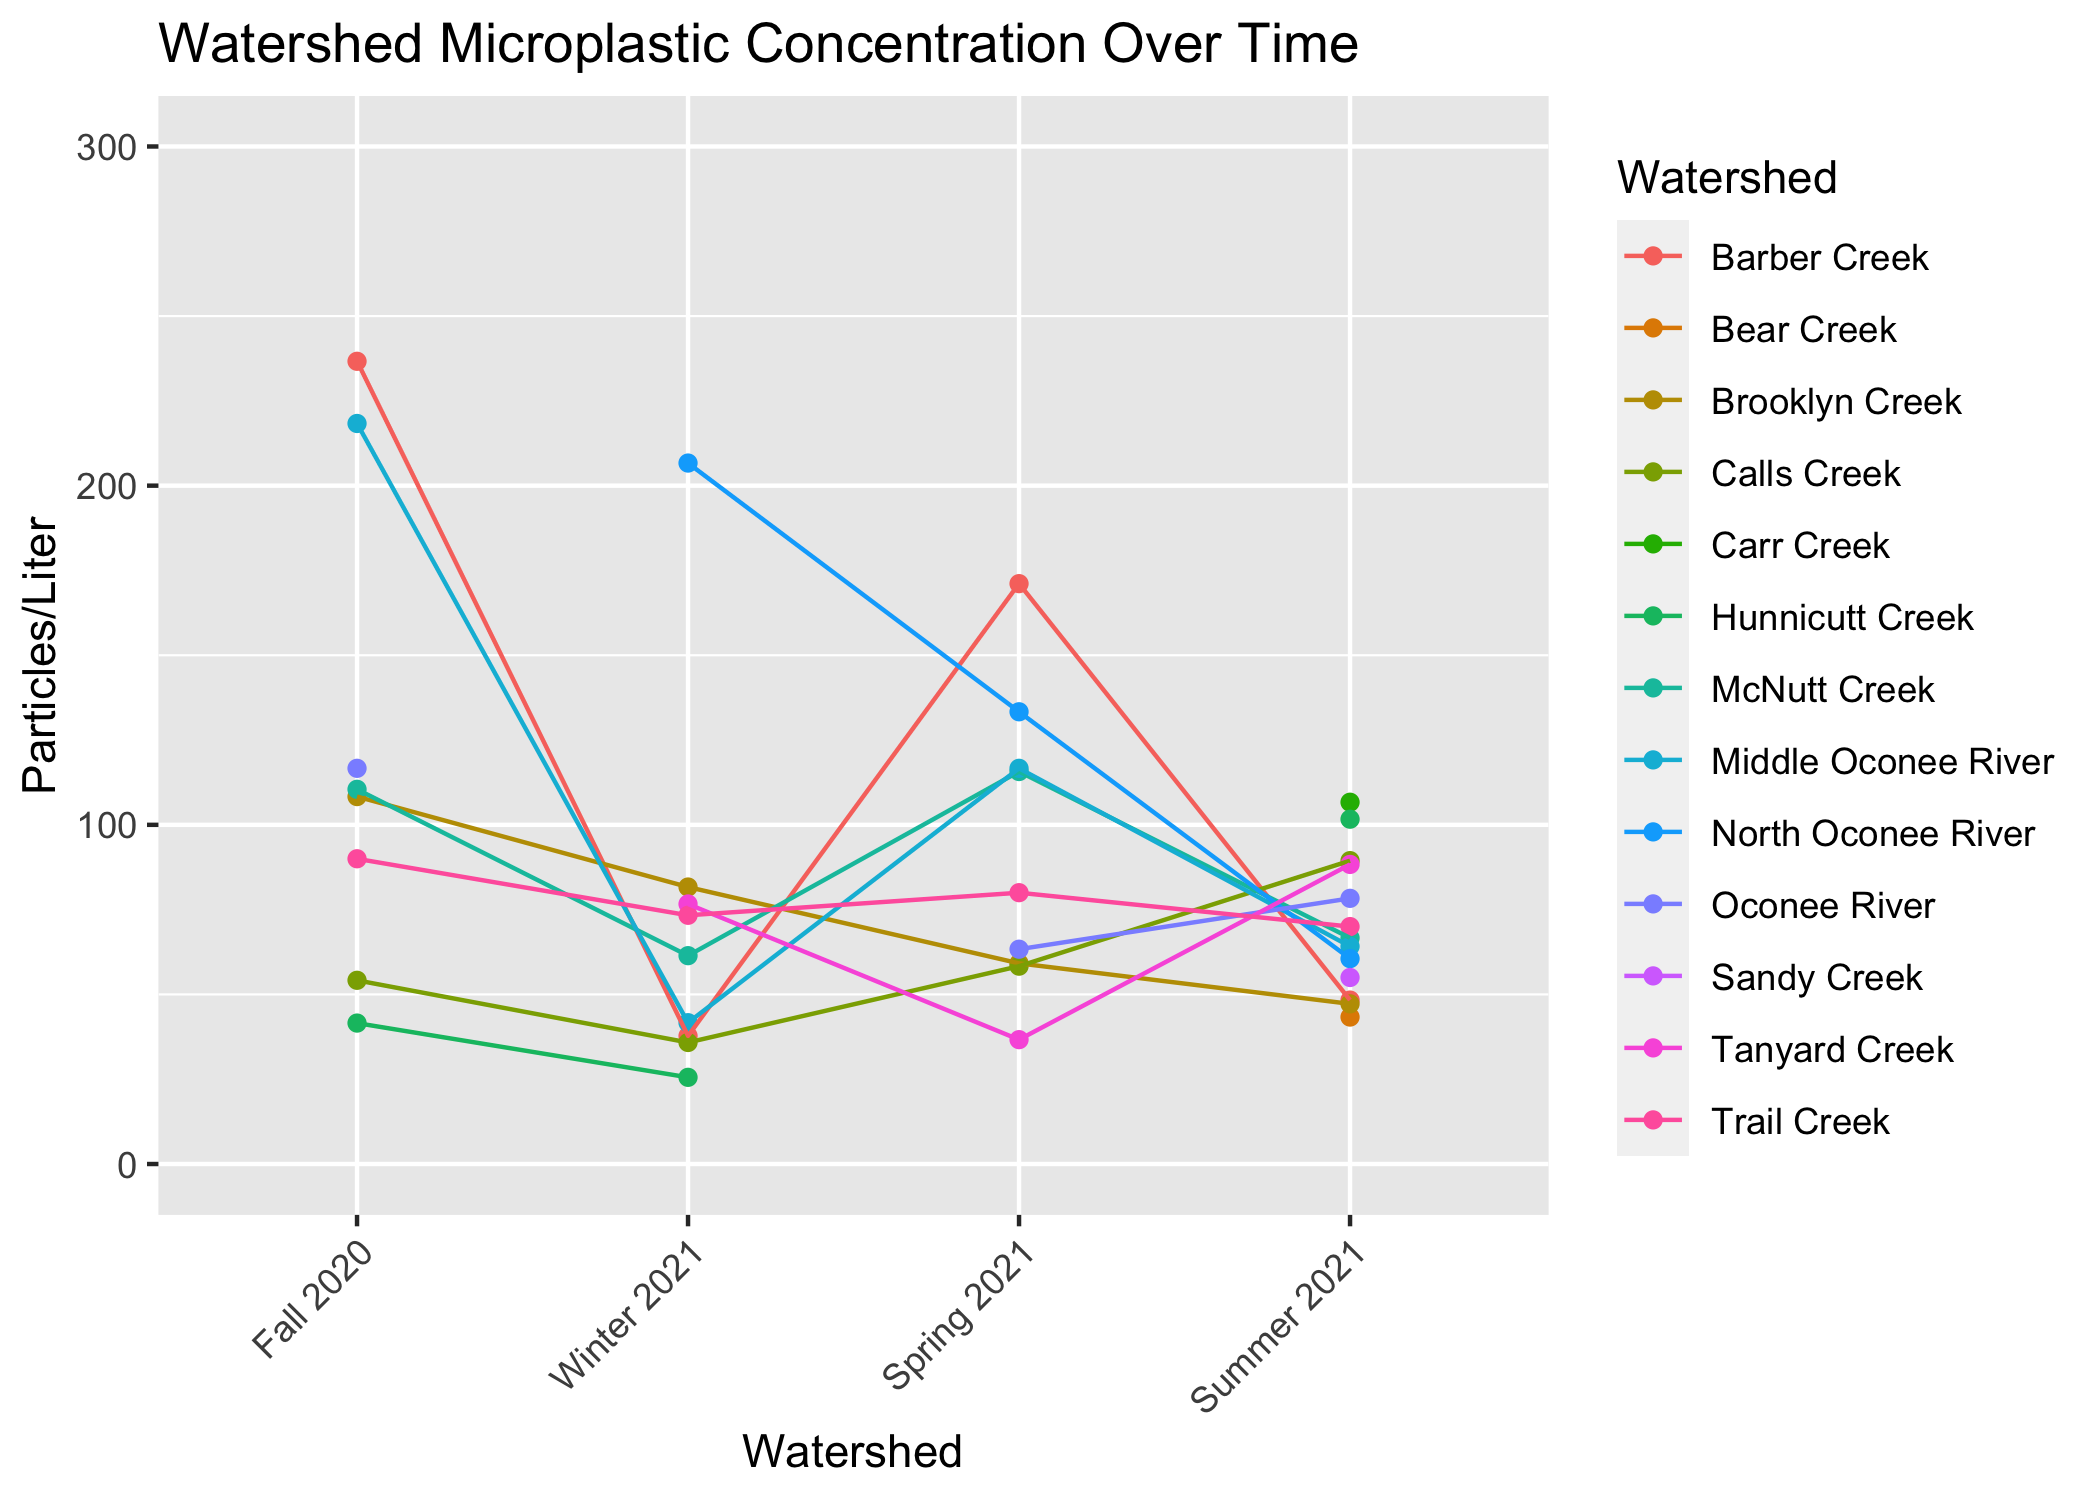 Watershed Microplastic Concentration Over Time
300
200
100
0
Particles/Liter
Fall 2020
Winter 2021
Spring 2021
Summer 2021
Watershed
Watershed
Barber Creek
Bear Creek
Brooklyn Creek
Calls Creek
Carr Creek
Hunnicutt Creek
McNutt Creek
Middle Oconee River
North Oconee River
Oconee River
Sandy Creek
Tanyard Creek
Trail Creek